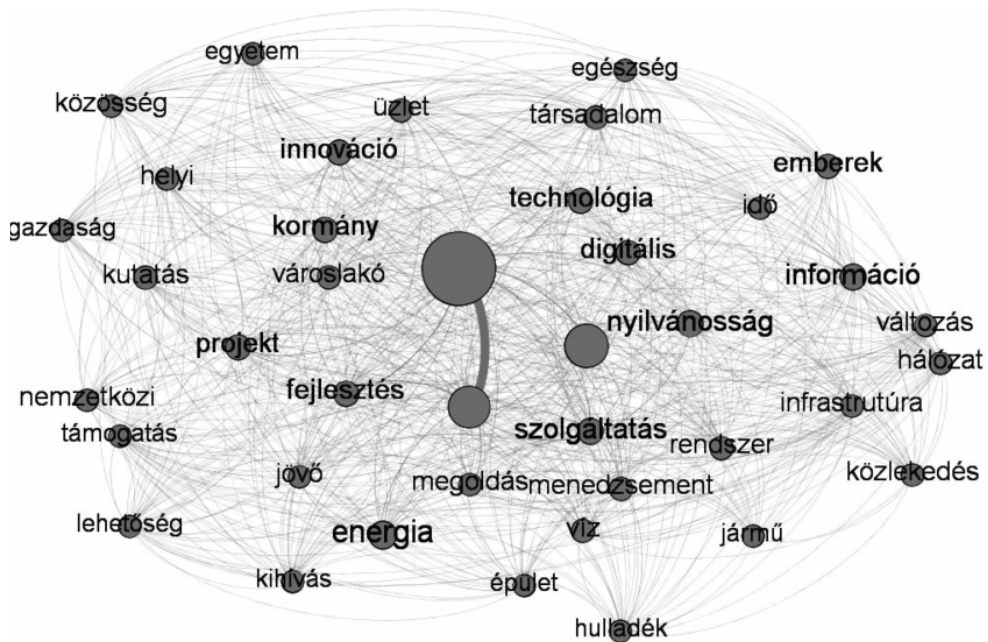 egyetem
egészség
közösség
üzlet
társadalom
innováció
emberek
helyi
technológia
idő
gazdaság
kormány
digitális
kutatás
városlakó
információ
nyilvánosság
változás
projekt
hálózat
nemzetközi
fejlesztés
infrastrutúra
támogatás
szolgáltatás
rendszer
jövő
megoldás
menedzsment
közlekedés
lehetőség
energia
víz
jármű
kihívás
épület
hulladék